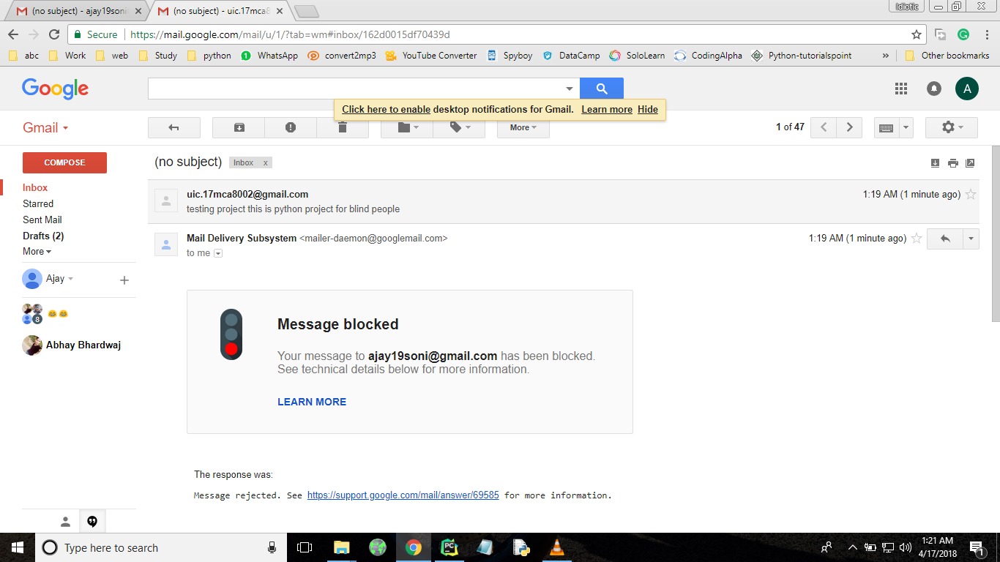 (no subject) - ajay19soni
(no subject) - uic.17mca8
Idiotic
Secure
https://mail.google.com/mail/u/1/?tab=wm#inbox/162d0015df70439d
abc
Work
web
Study
python
WhatsApp
convert2mp3
YouTube Converter
Spyboy
DataCamp
SoloLearn
CodingAlpha
Python-tutorialspoint
»
Other bookmarks
Google
A
Click here to enable desktop notifications for Gmail. Learn more Hide
Gmail
More
1 of 47
COMPOSE
(no subject)
Inbox x
Inbox
Starred
Sent Mail
Drafts (2)
More
Ajay
8
😂 😂
Abhay Bhardwaj
uic.17mca8002@gmail.com
1:19 AM (1 minute ago)
testing project this is python project for blind people
Mail Delivery Subsystem <mailer-daemon@googlemail.com>
1:19 AM (1 minute ago)
to me
Message blocked
Your message to ajay19soni@gmail.com has been blocked.
See technical details below for more information.
LEARN MORE
The response was:
Message rejected. See https://support.google.com/mail/answer/69585 for more information.
Type here to search
PC
1:21 AM
4/17/2018
1